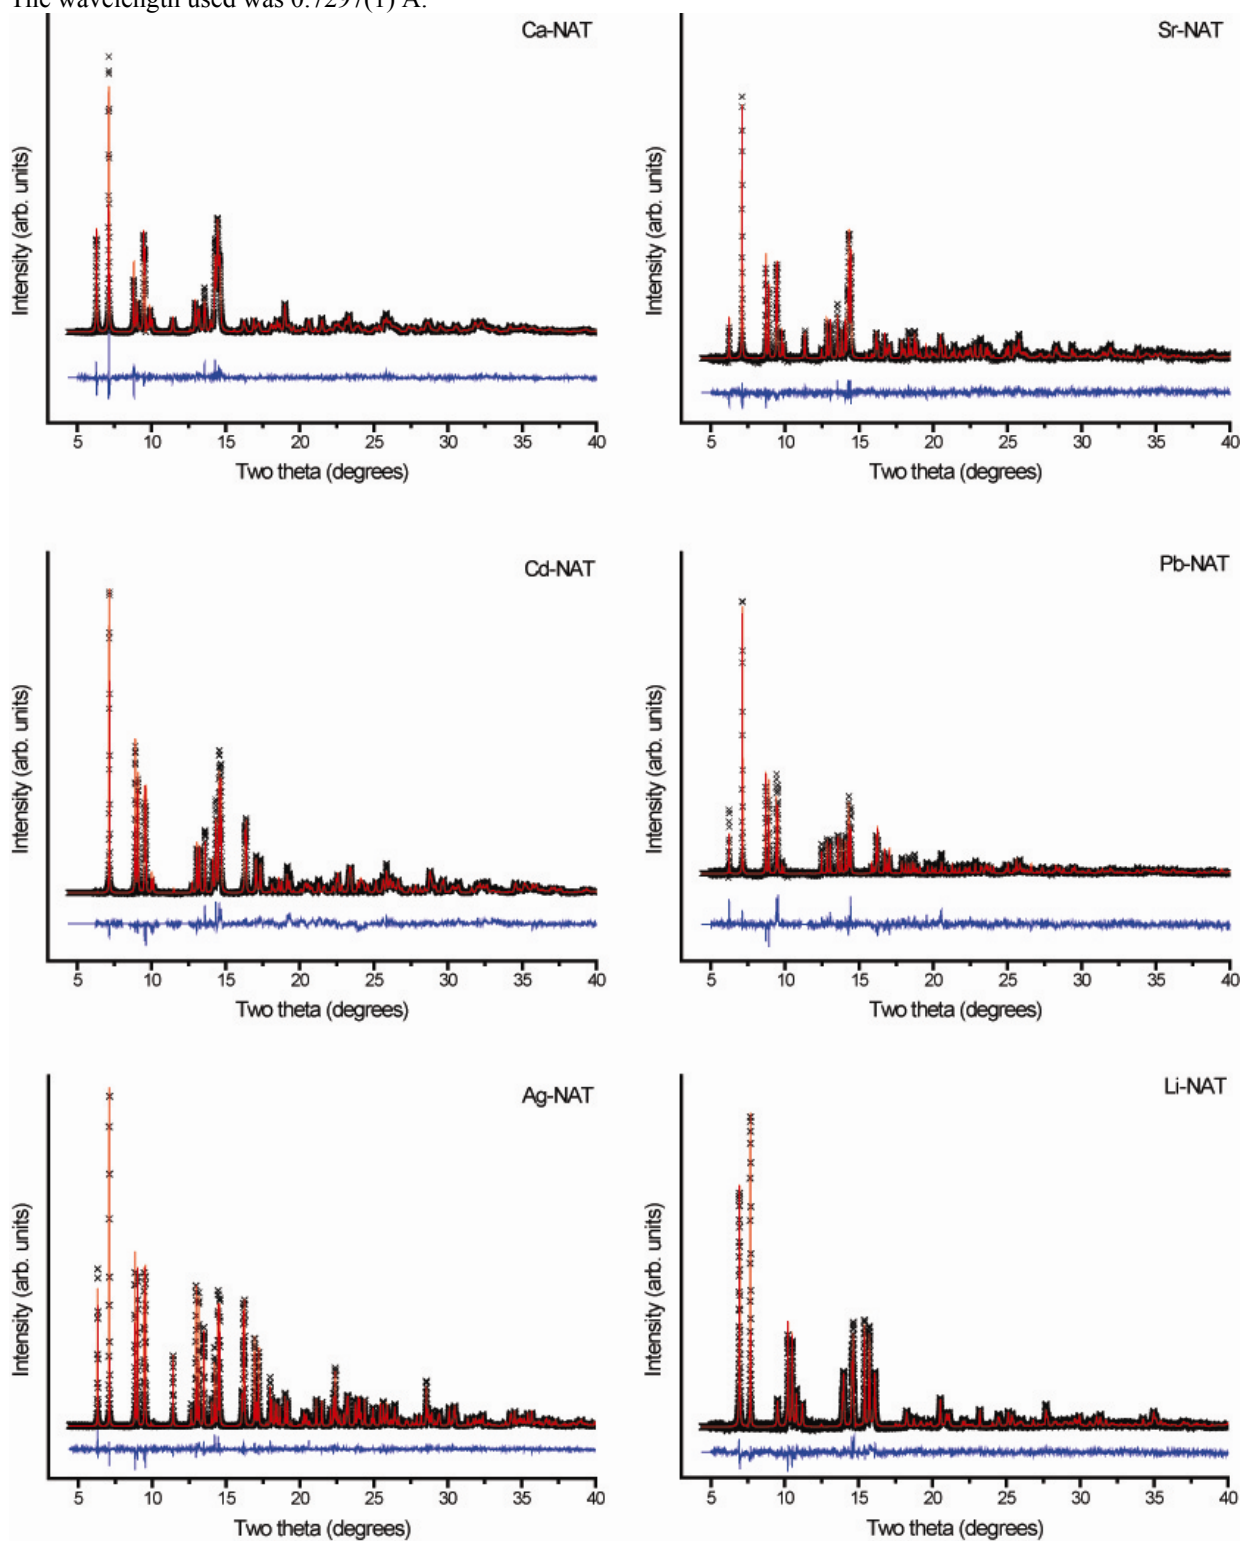 The wavelength used was 0.7297(1) Å.
Ca-NAT
Sr-NAT
Intensity (arb. units)
Intensity (arb. units)
5 10 15 20 25 30 35 40
5 10 15 20 25 30 35 40
Two theta (degrees)
Two theta (degrees)
Cd-NAT
Pb-NAT
Intensity (arb. units)
Intensity (arb. units)
5 10 15 20 25 30 35 40
5 10 15 20 25 30 35 40
Two theta (degrees)
Two theta (degrees)
Ag-NAT
Li-NAT
Intensity (arb. units)
Intensity (arb. units)
5 10 15 20 25 30 35 40
5 10 15 20 25 30 35 40
Two theta (degrees)
Two theta (degrees)